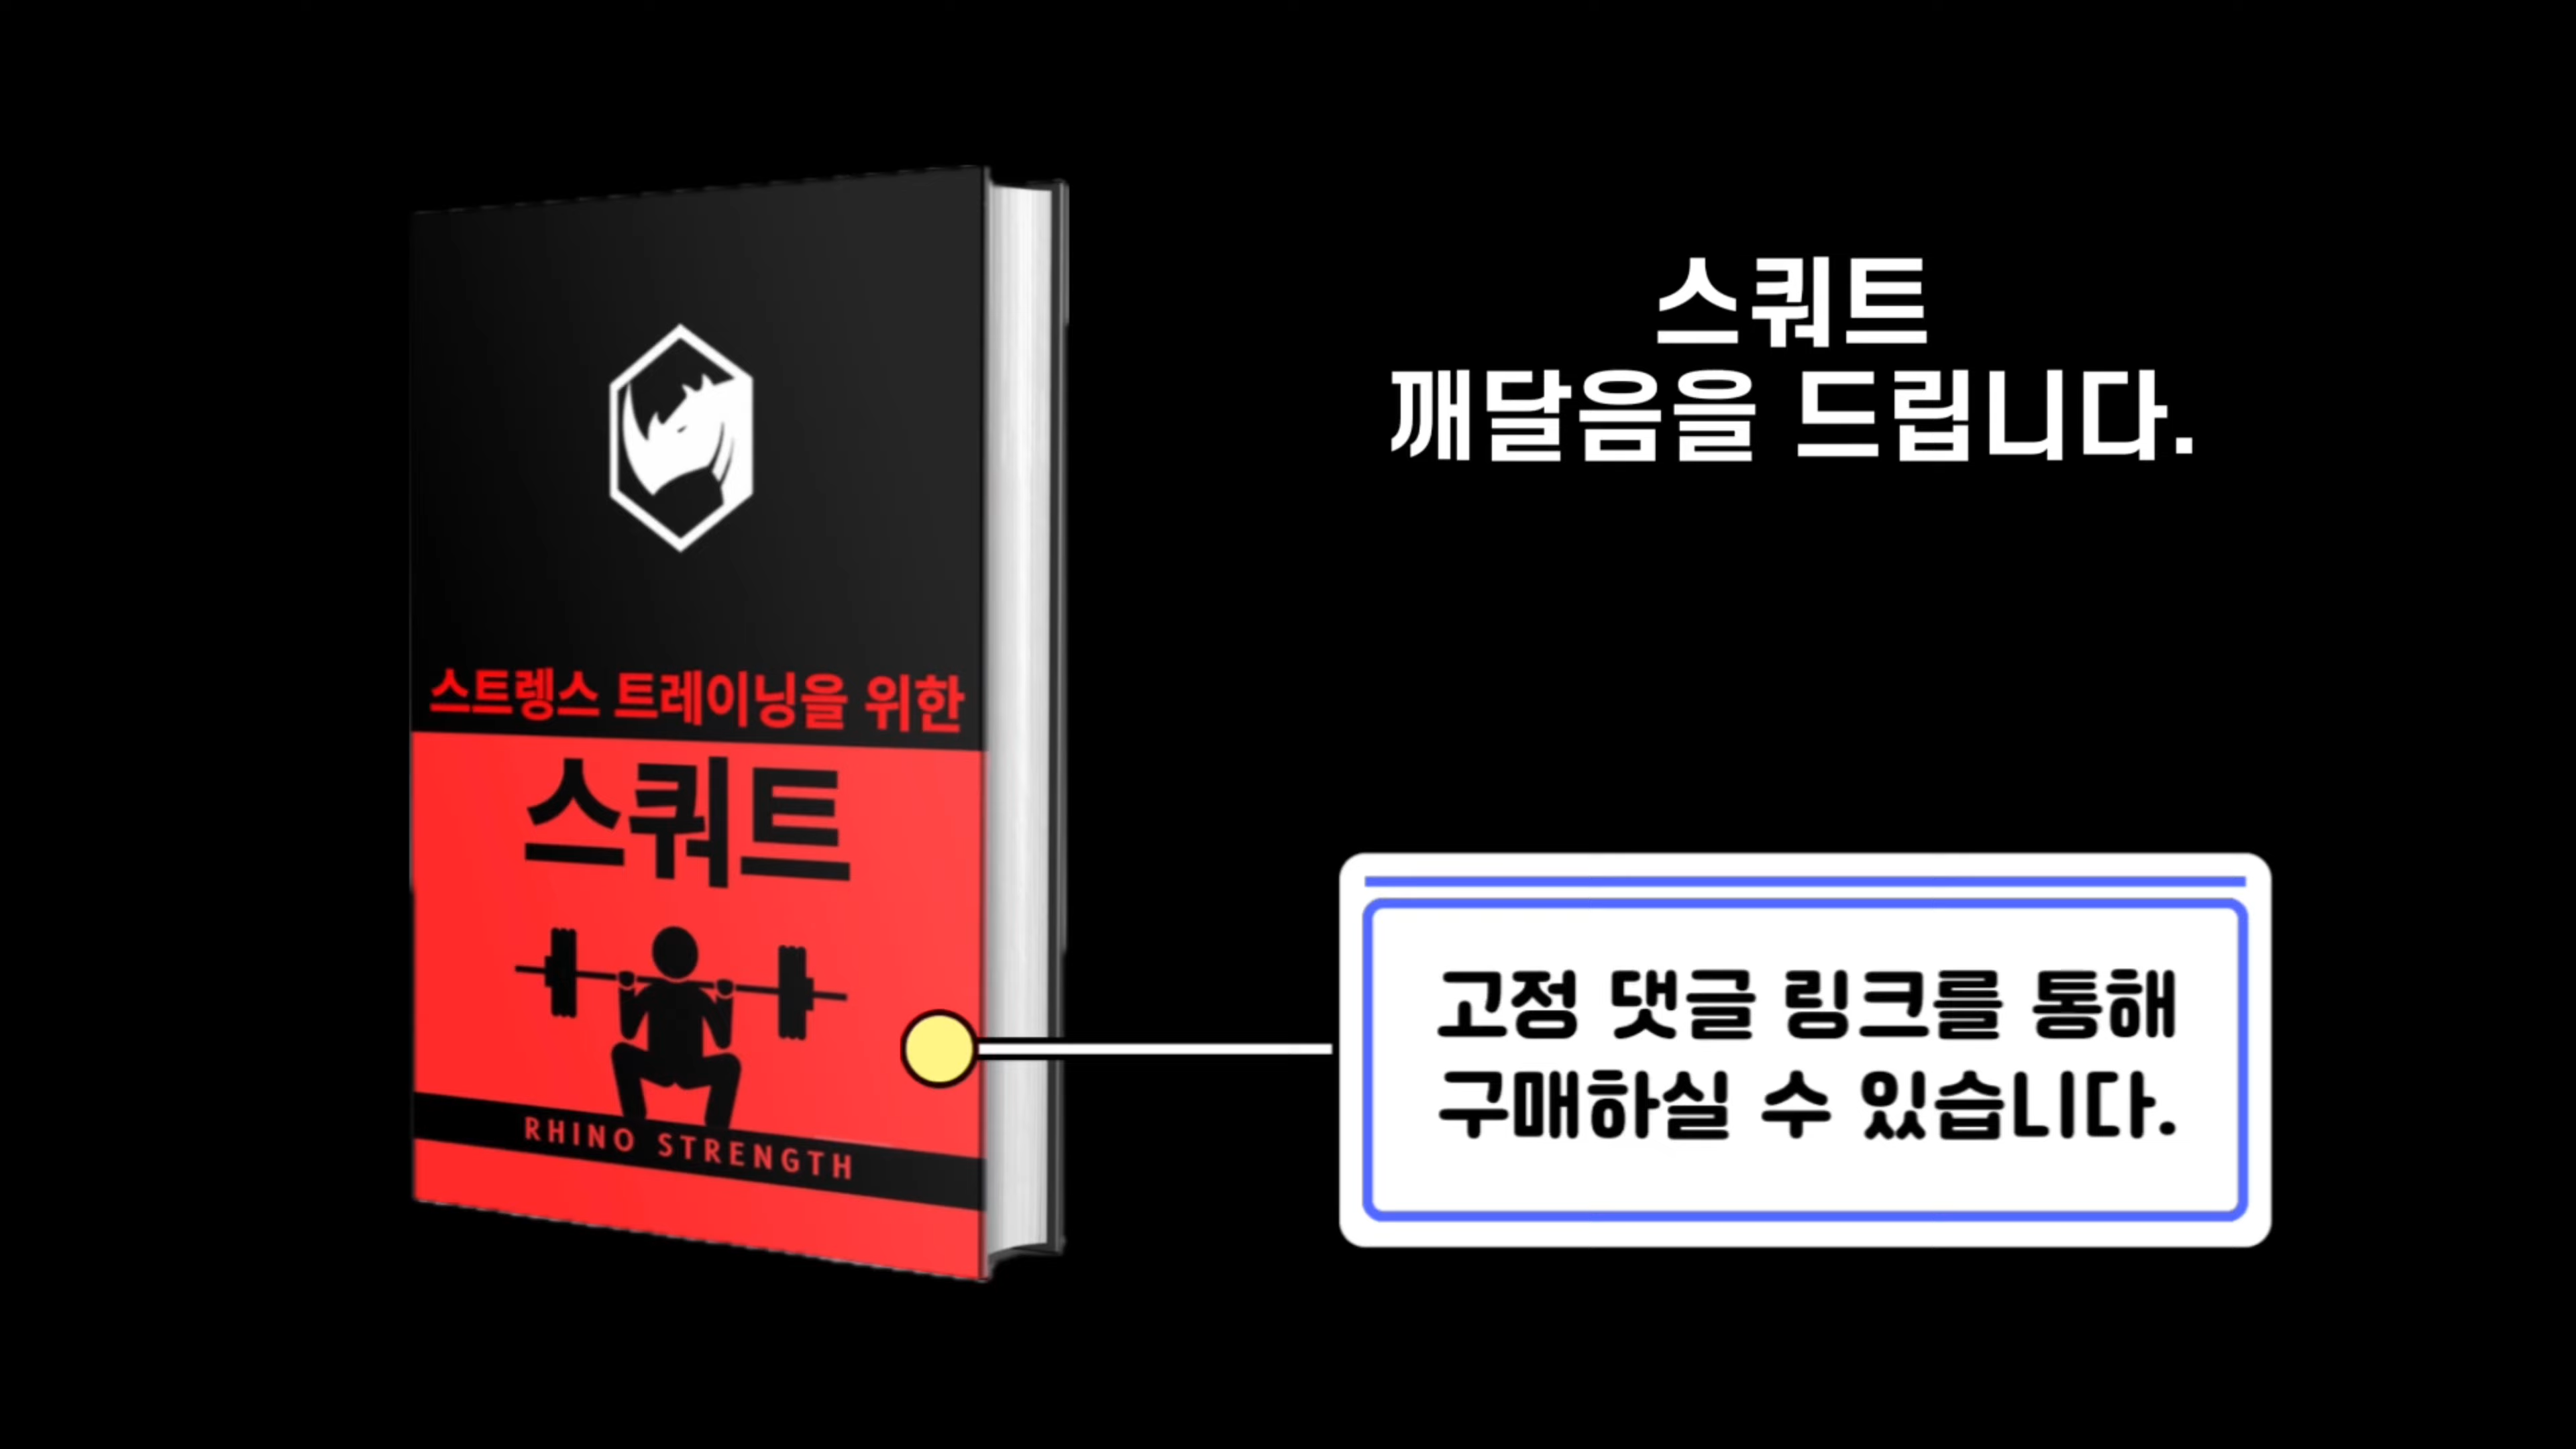 스트렝스 트레이닝을 위한
스쿼트
RHINO STRENGTH
스쿼트
깨달음을 드립니다.
고정 댓글 링크를 통해
구매하실 수 있습니다.